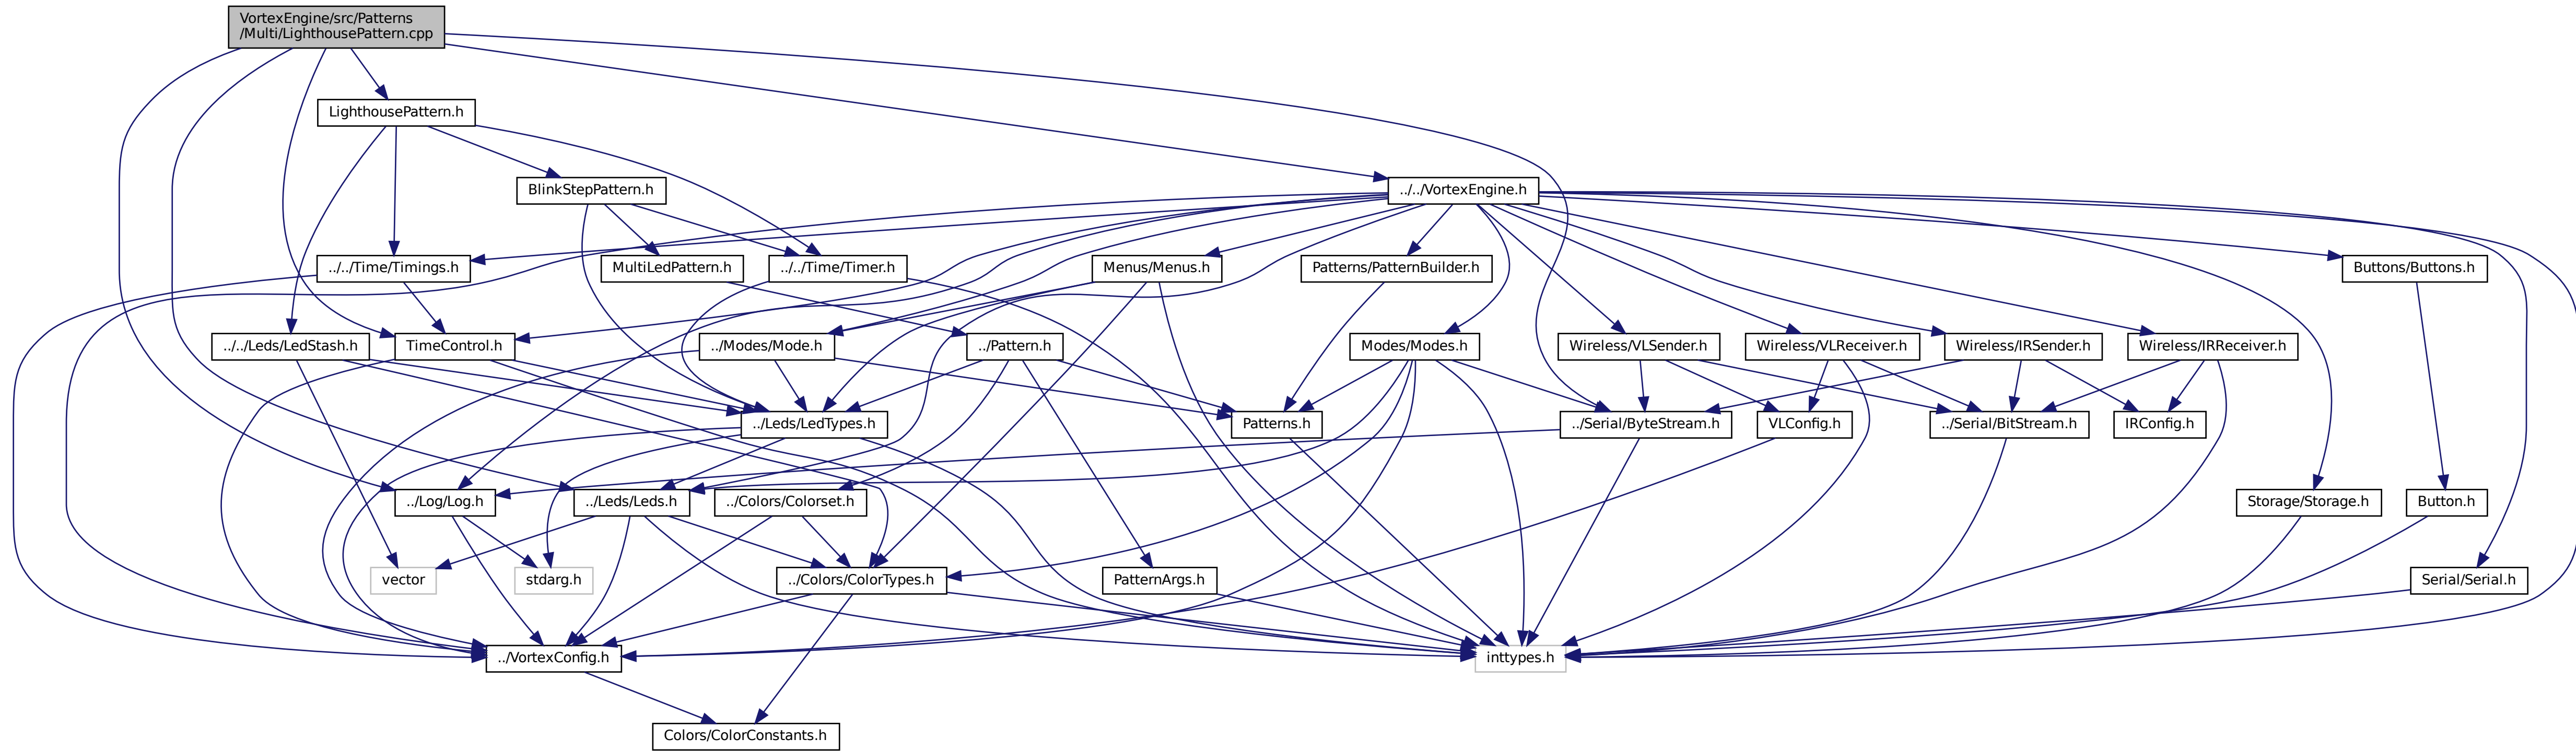 VortexEngine/src/Patterns
/Multi/LighthousePattern.cpp
LighthousePattern.h
BlinkStepPattern.h
../../VortexEngine.h
../../Time/Timings.h
MultiLedPattern.h
../../Time/Timer.h
Menus/Menus.h
Patterns/PatternBuilder.h
Buttons/Buttons.h
../../Leds/LedStash.h
TimeControl.h
../Modes/Mode.h
../Pattern.h
Modes/Modes.h
Wireless/VLSender.h
Wireless/VLReceiver.h
Wireless/IRSender.h
Wireless/IRReceiver.h
../Leds/LedTypes.h
Patterns.h
../Serial/ByteStream.h
VLConfig.h
../Serial/BitStream.h
IRConfig.h
../Log/Log.h
../Leds/Leds.h
../Colors/Colorset.h
Storage/Storage.h
Button.h
vector
stdarg.h
../Colors/ColorTypes.h
PatternArgs.h
Serial/Serial.h
../VortexConfig.h
inttypes.h
Colors/ColorConstants.h